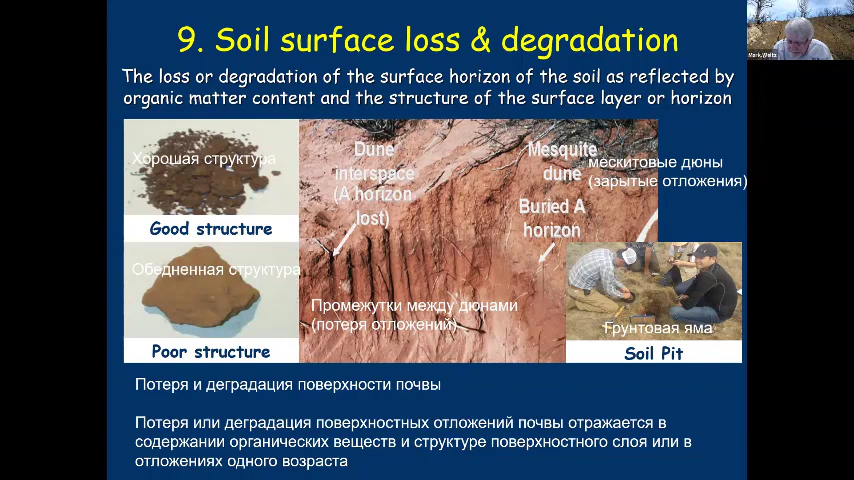 9. Soil surface loss & degradation
Mark.Weltz
The loss or degradation of the surface horizon of the soil as reflected by
organic matter content and the structure of the surface layer or horizon
Хорошая структура
Good structure
Dune
interspace
(A horizon
lost)
Mesquite
dune
мескитовые дюны
(зарытые отложения)
Buried A
horizon
Обедненная структура
Poor structure
Промежутки между дюнами
(потеря отложений)
Грунтовая яма
Soil Pit
Потеря и деградация поверхности почвы
Потеря или деградация поверхностных отложений почвы отражается в
содержании органических веществ и структуре поверхностного слоя или в
отложениях одного возраста